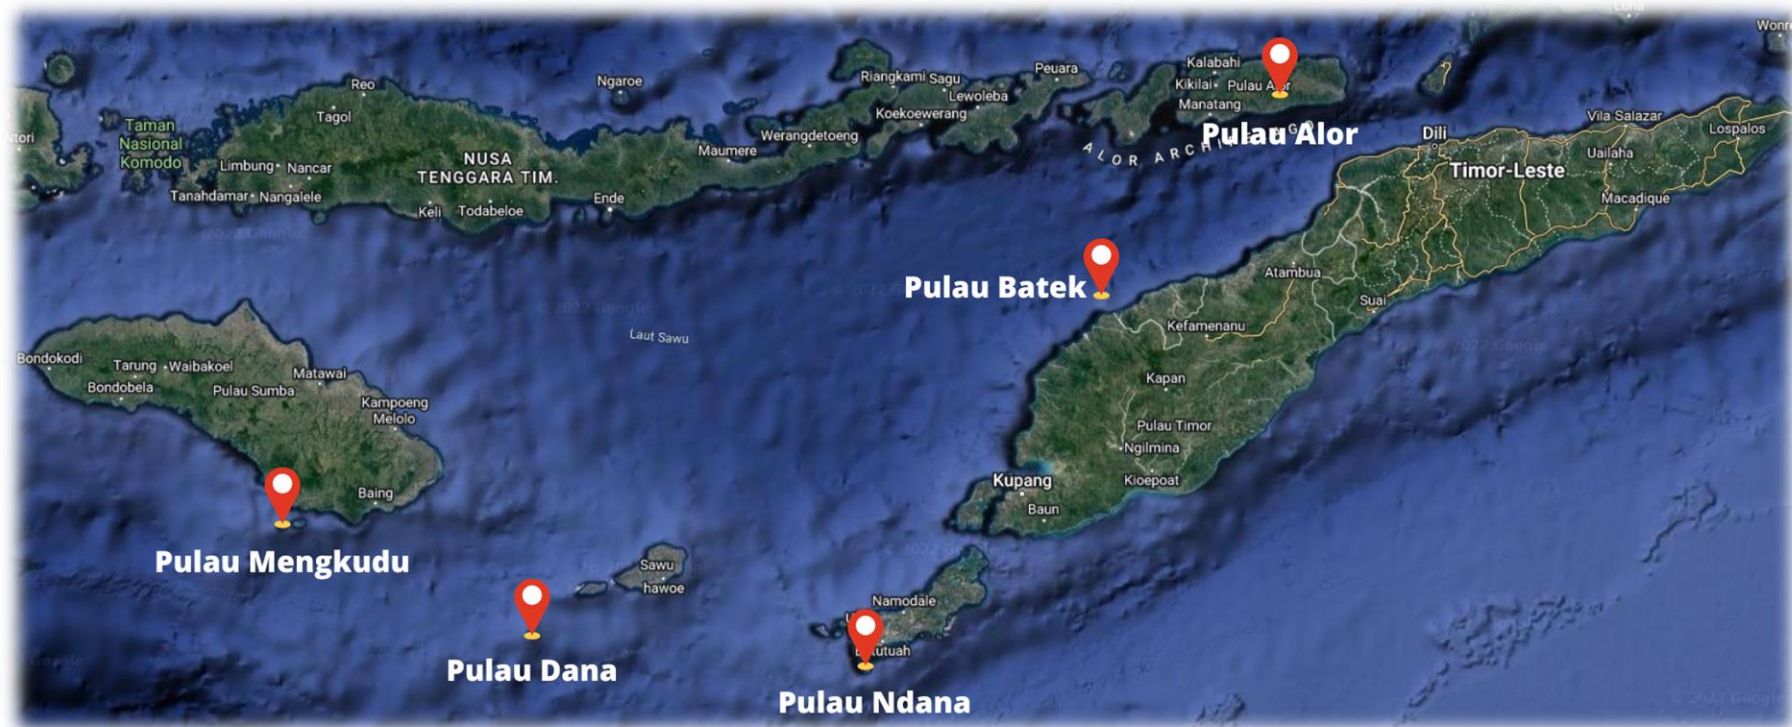 Reo
Ngaroe
Riangkami
Sagu
Peuara
Kalabahi
Tagol
Lewoleba
Kikilai
Koekoewerang
Manatang
Taman
Nasional
Komodo
Vila Salazar
Lospalos
Werangdetoeng
Pulau Alor
Dili
ALOR
Maumere
NUSA
TENGGARA TIM.
Limbung
Nancar
Timor-Leste
Uailaha
Tanahdamar
Nangalele
Ende
Keli
Todabeloe
Macadique
Pulau Batek
Atambua
Suai
Kefamenanu
Laut Sawu
Bondokodi
Tarung
Waibakoel
Matawai
Bondobela
Pulau Sumba
Kampoeng
Melolo
Kapan
Pulau Timor
Ngilmina
Kupang
Kioepoat
Baing
Baun
Pulau Mengkudu
Sawu
hawoe
Namodale
Pulau Dana
Pulau Ndana
© 2022 Google